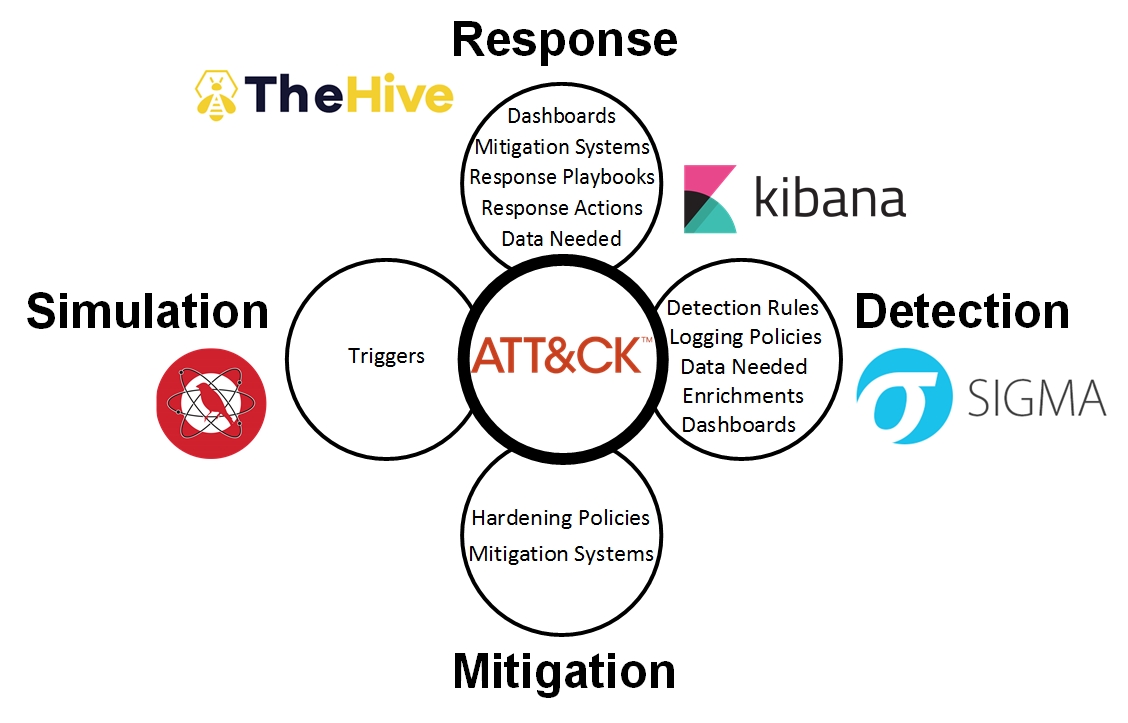 Response
TheHive
Dashboards
Mitigation Systems
Response Playbooks
Response Actions
Data Needed
kibana
Simulation
Triggers
ATT&CK™
Detection Rules
Logging Policies
Data Needed
Enrichments
Dashboards
Detection
SIGMA
Hardening Policies
Mitigation Systems
Mitigation